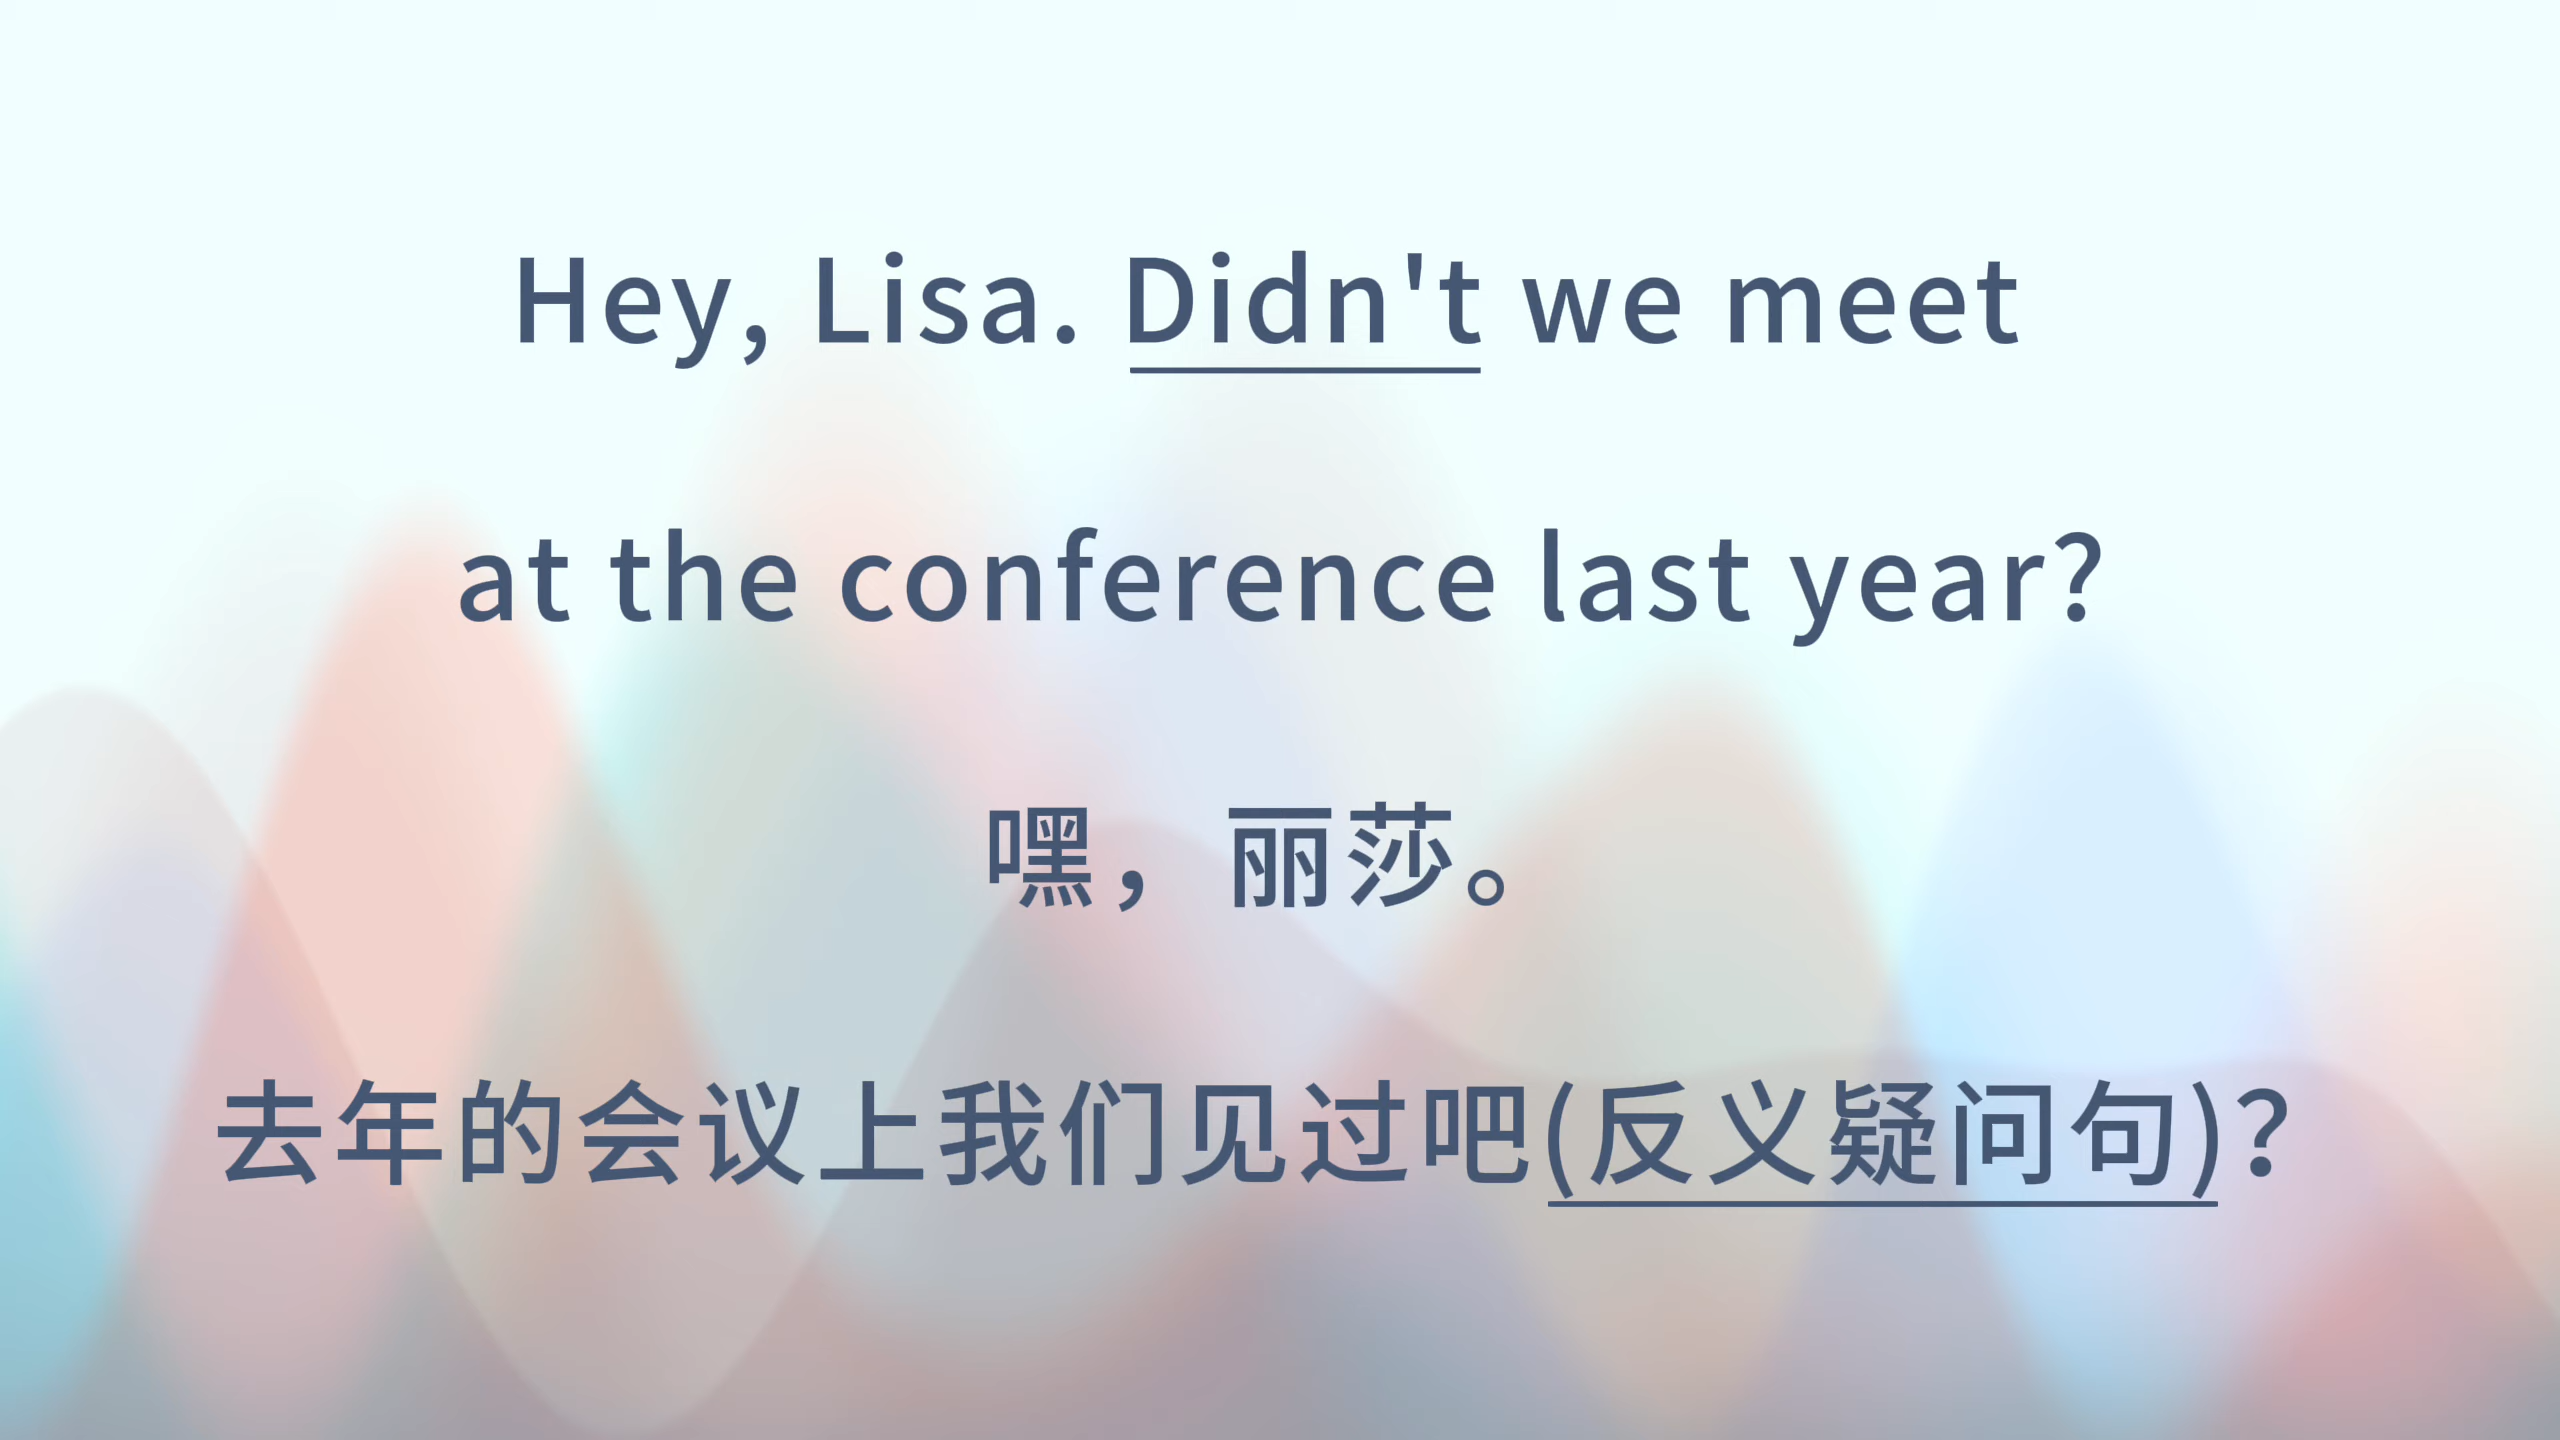 Hey, Lisa. Didn't we meet
at the conference last year?
嘿，丽莎。
去年的会议上我们见过吧(反义疑问句)？